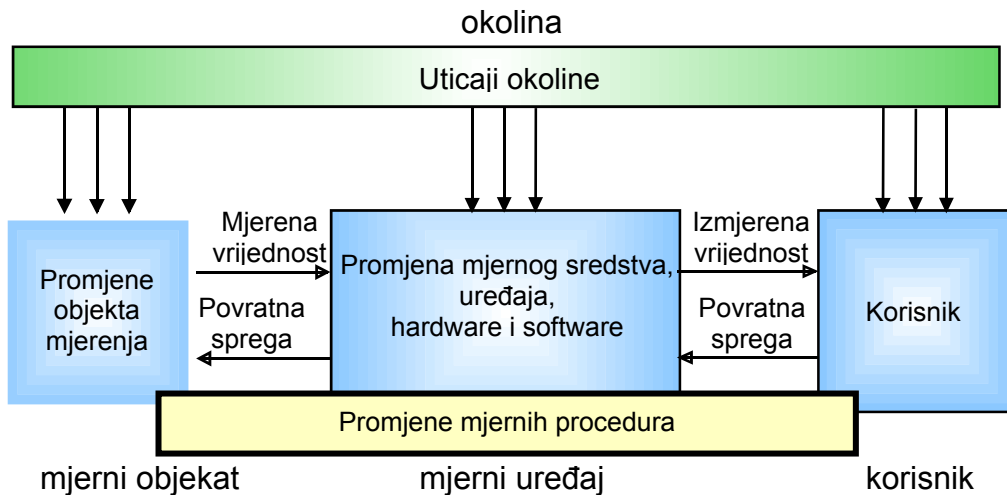 okolina
Uticaji okoline
Mjerena
vrijednost
Izmjerena
vrijednost
Promjene
objekta
mjerenja
Promjena mjernog sredstva,
uređaja,
hardware i software
Korisnik
Povratna
sprega
Povratna
sprega
Promjene mjernih procedura
mjerni objekat
mjerni uređaj
korisnik